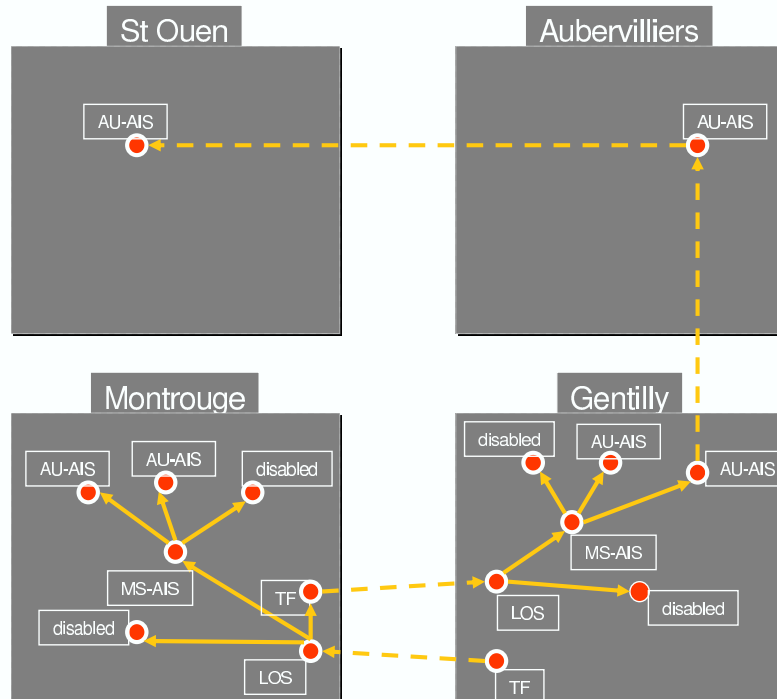 St Ouen
Aubervilliers
AU-AIS
AU-AIS
Montrouge
Gentilly
AU-AIS
AU-AIS
disabled
MS-AIS
TF
disabled
LOS
disabled
AU-AIS
AU-AIS
MS-AIS
LOS
disabled
TF